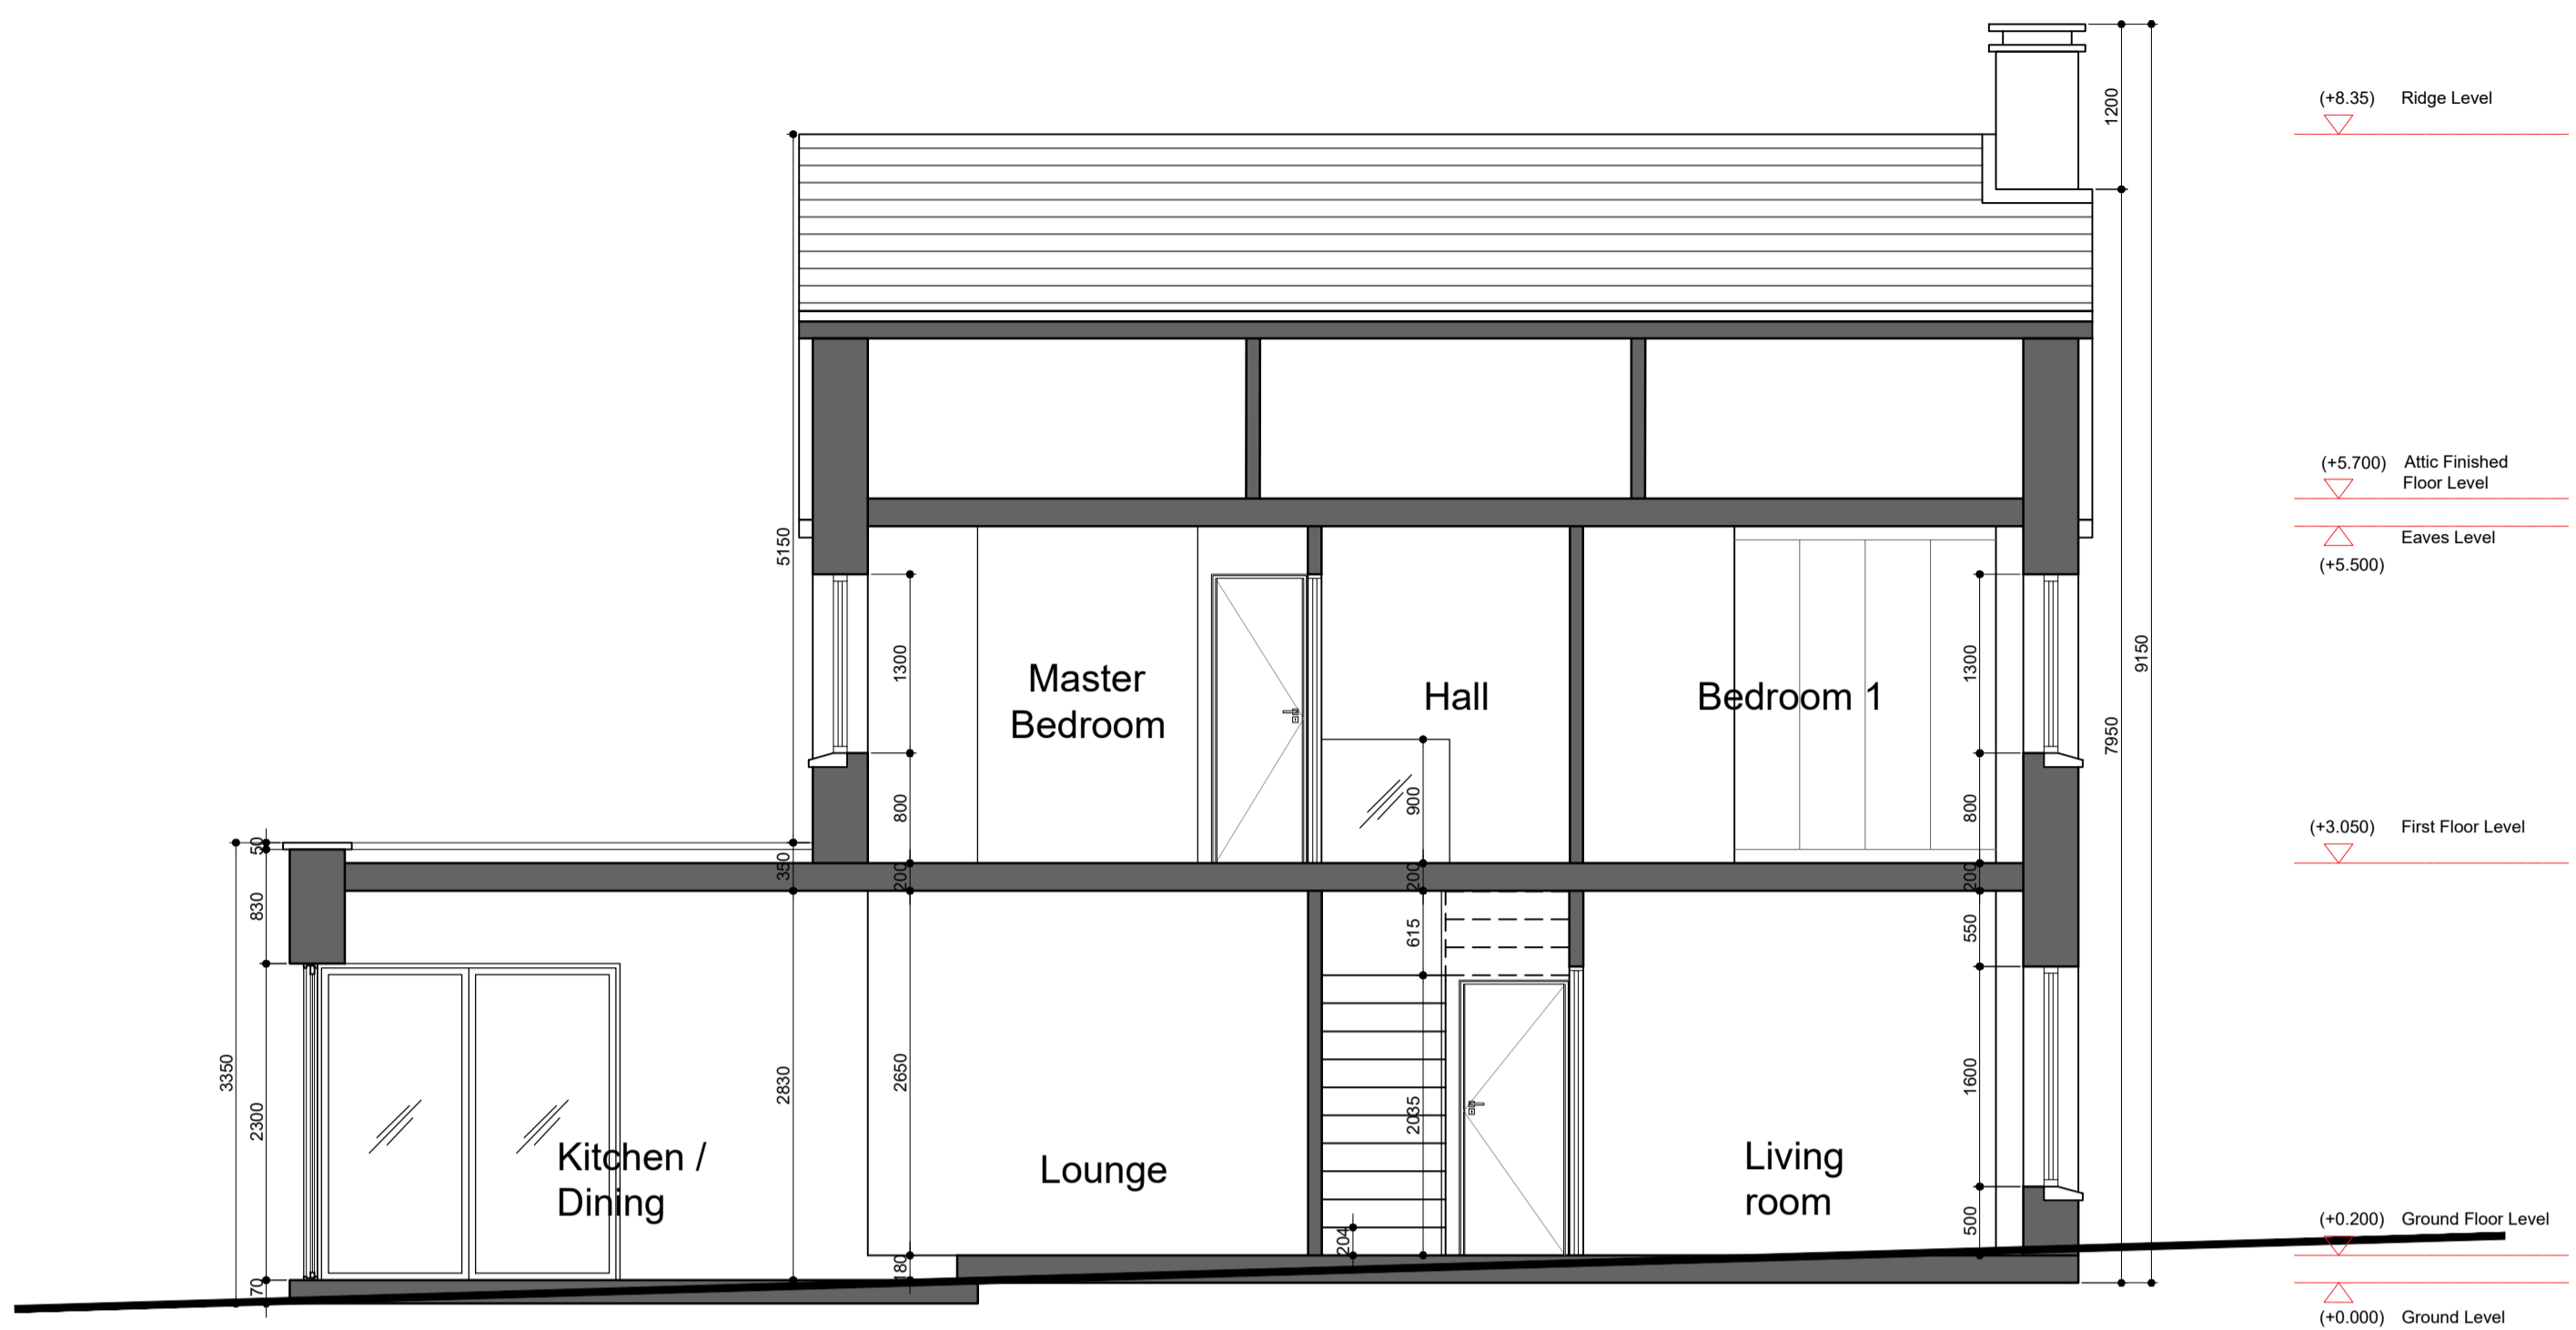 (+8.35) Ridge Level
1200
(+5.700) Attic Finished
Floor Level
Eaves Level
(+5.500)
5150
1300
Master
Bedroom
Hall
Bedroom 1
1300
9150
7950
800
900
800
(+3.050) First Floor Level
50
350
200
200
200
830
615
550
3350
2300
2830
2650
2035
1600
Kitchen /
Dining
Lounge
Living
room
500
204
(+0.200) Ground Floor Level
180
70
(+0.000) Ground Level